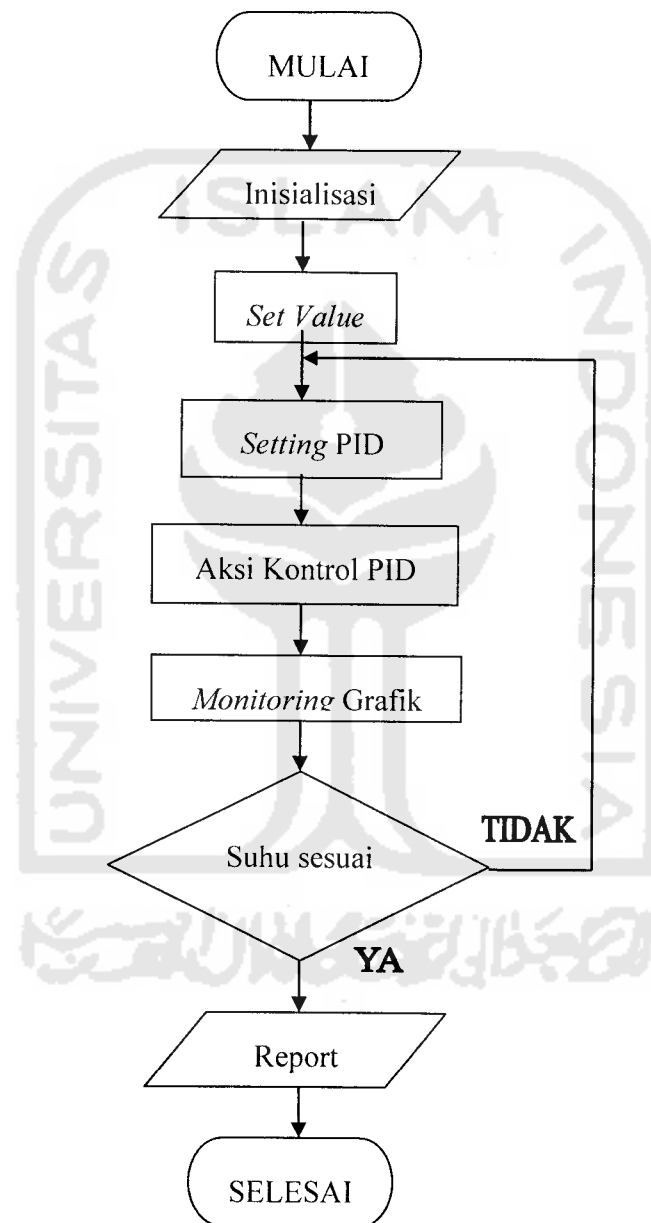 MULAI
Inisialisasi
Set Value
Setting PID
Aksi Kontrol PID
Monitoring Grafik
Suhu sesuai
TIDAK
YA
Report
SELESAI
UNIVERSITAS
ISLAM
INDONESIA